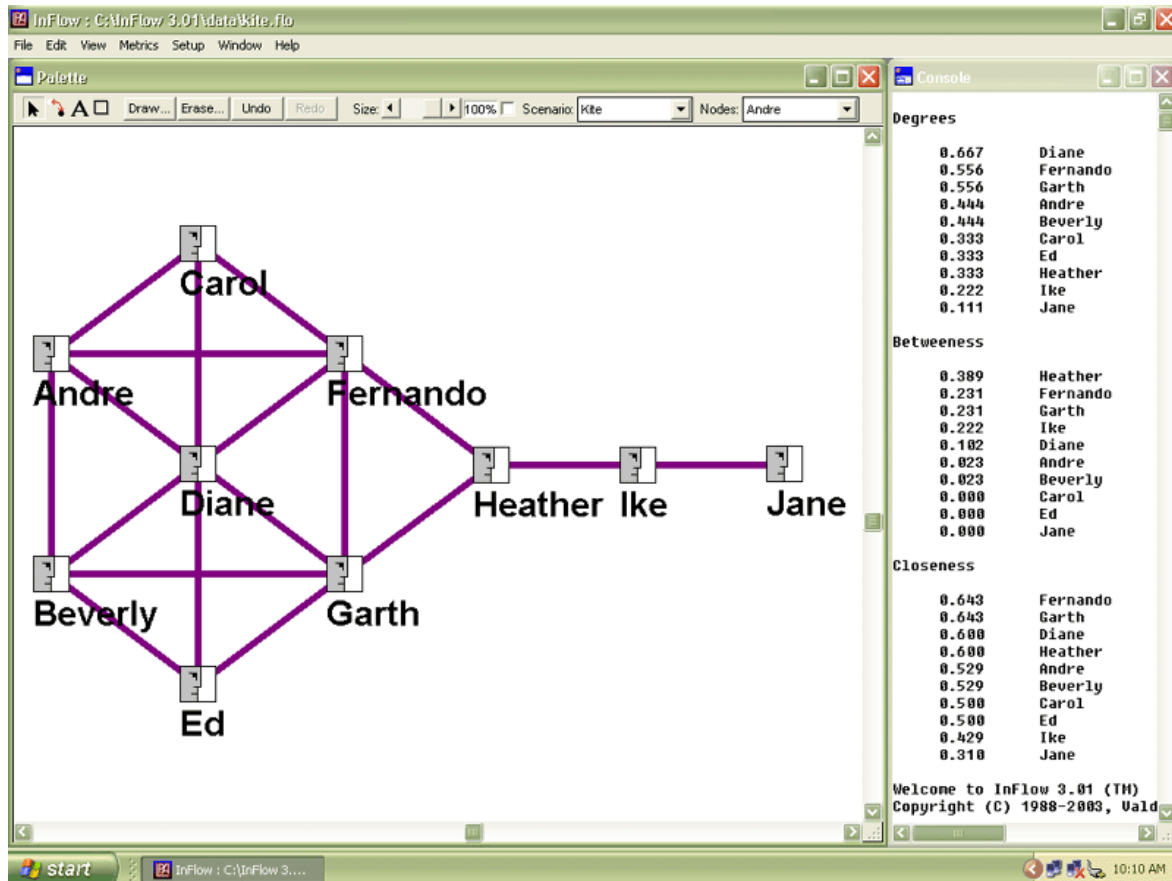 InFlow : C:\InFlow 3.01\data\kite.flo
File Edit View Metrics Setup Window Help
Palette
A Draw... Erase... Undo Redo Size: 100% Scenario: Kite Nodes: Andre
Carol
Andre
Fernando
Diane
Heather
Ike
Jane
Beverly
Garth
Ed
Console
Degrees
0.667 Diane
0.556 Fernando
0.556 Garth
0.444 Andre
0.444 Beverly
0.333 Carol
0.333 Ed
0.333 Heather
0.222 Ike
0.111 Jane
Betweeness
0.389 Heather
0.231 Fernando
0.231 Garth
0.222 Ike
0.102 Diane
0.023 Andre
0.023 Beverly
0.000 Carol
0.000 Ed
0.000 Jane
Closeness
0.643 Fernando
0.643 Garth
0.600 Diane
0.600 Heather
0.529 Andre
0.529 Beverly
0.500 Carol
0.500 Ed
0.429 Ike
0.310 Jane
Welcome to InFlow 3.01 (TM)
Copyright (C) 1988-2003, Vald
start
InFlow : C:\InFlow 3....
10:10 AM